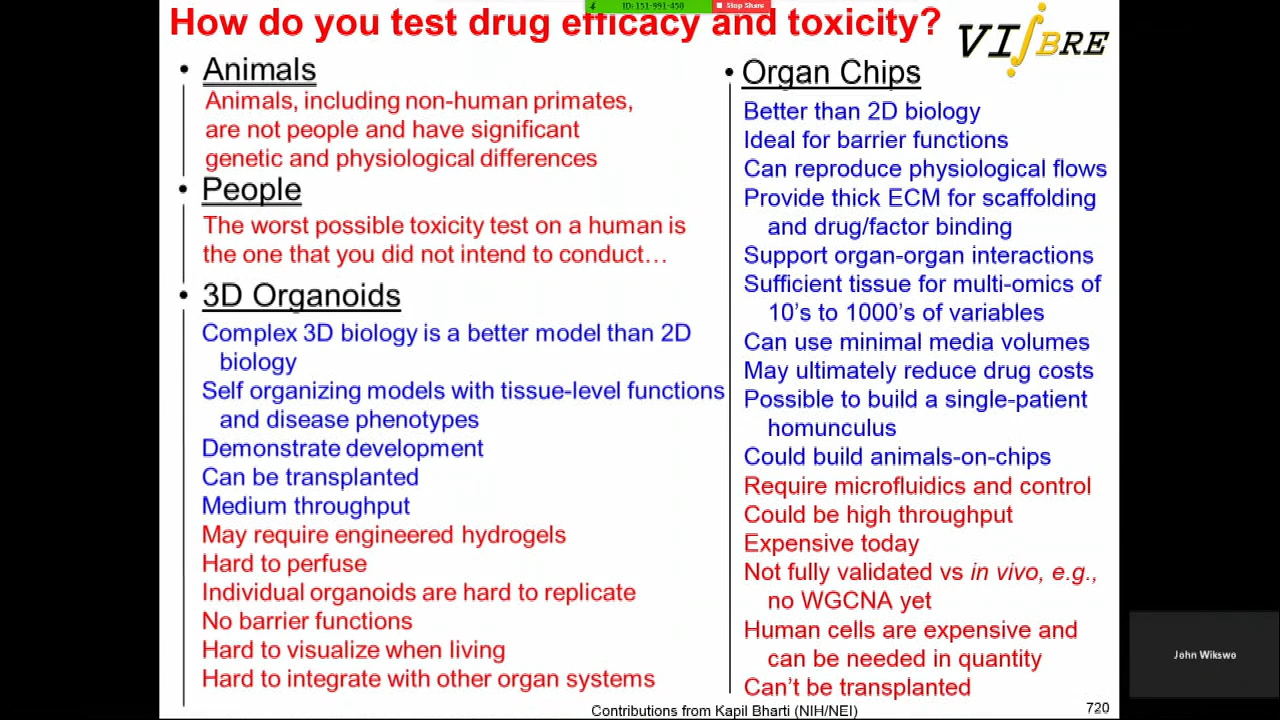 ID: 151-991-450
Stop Share
How do you test drug efficacy and toxicity?
VIIBRE
• Animals
Animals, including non-human primates,
are not people and have significant
genetic and physiological differences
• People
The worst possible toxicity test on a human is
the one that you did not intend to conduct…
• 3D Organoids
Complex 3D biology is a better model than 2D
biology
Self organizing models with tissue-level functions
and disease phenotypes
Demonstrate development
Can be transplanted
Medium throughput
May require engineered hydrogels
Hard to perfuse
Individual organoids are hard to replicate
No barrier functions
Hard to visualize when living
Hard to integrate with other organ systems
• Organ Chips
Better than 2D biology
Ideal for barrier functions
Can reproduce physiological flows
Provide thick ECM for scaffolding
and drug/factor binding
Support organ-organ interactions
Sufficient tissue for multi-omics of
10's to 1000's of variables
Can use minimal media volumes
May ultimately reduce drug costs
Possible to build a single-patient
homunculus
Could build animals-on-chips
Require microfluidics and control
Could be high throughput
Expensive today
Not fully validated vs in vivo, e.g.,
no WGCNA yet
Human cells are expensive and
can be needed in quantity
Can't be transplanted
Contributions from Kapil Bharti (NIH/NEI)
720
John Wikswo